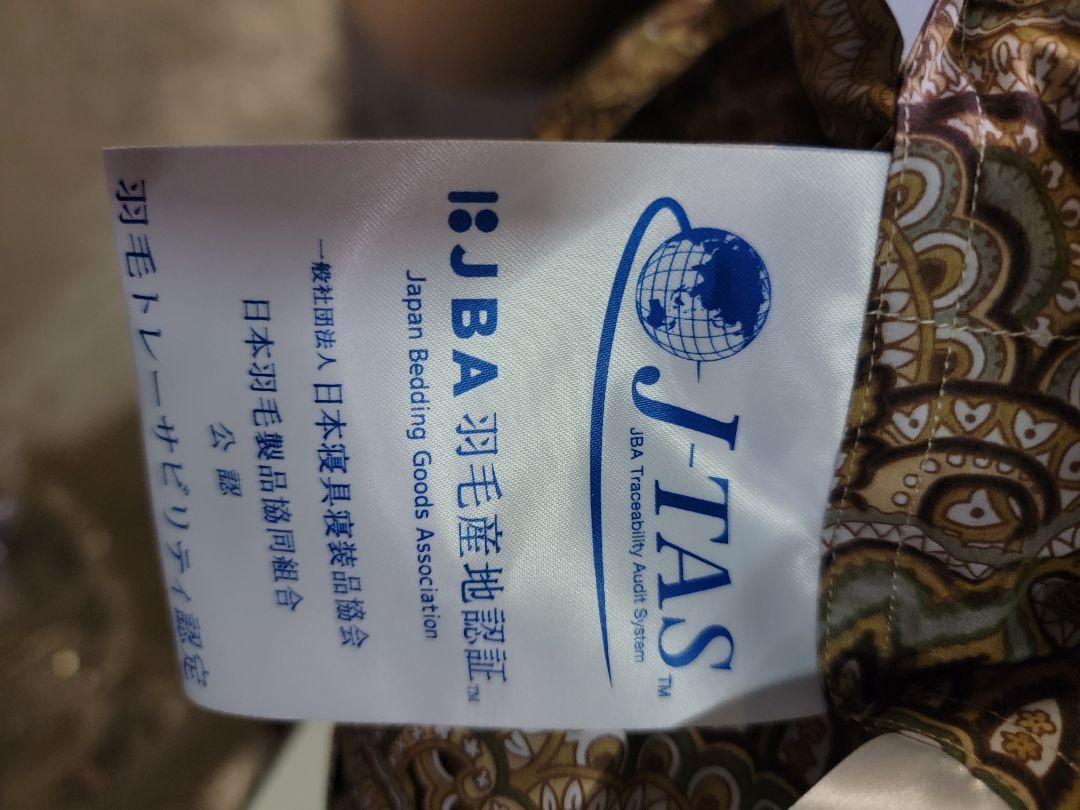 J-TAS™
JBA Traceability Audit System
JBA 羽毛産地認証™
Japan Bedding Goods Association
一般社団法人 日本寝具寝装品協会
日本羽毛製品協同組合
公認
羽毛トレーサビリティ認定